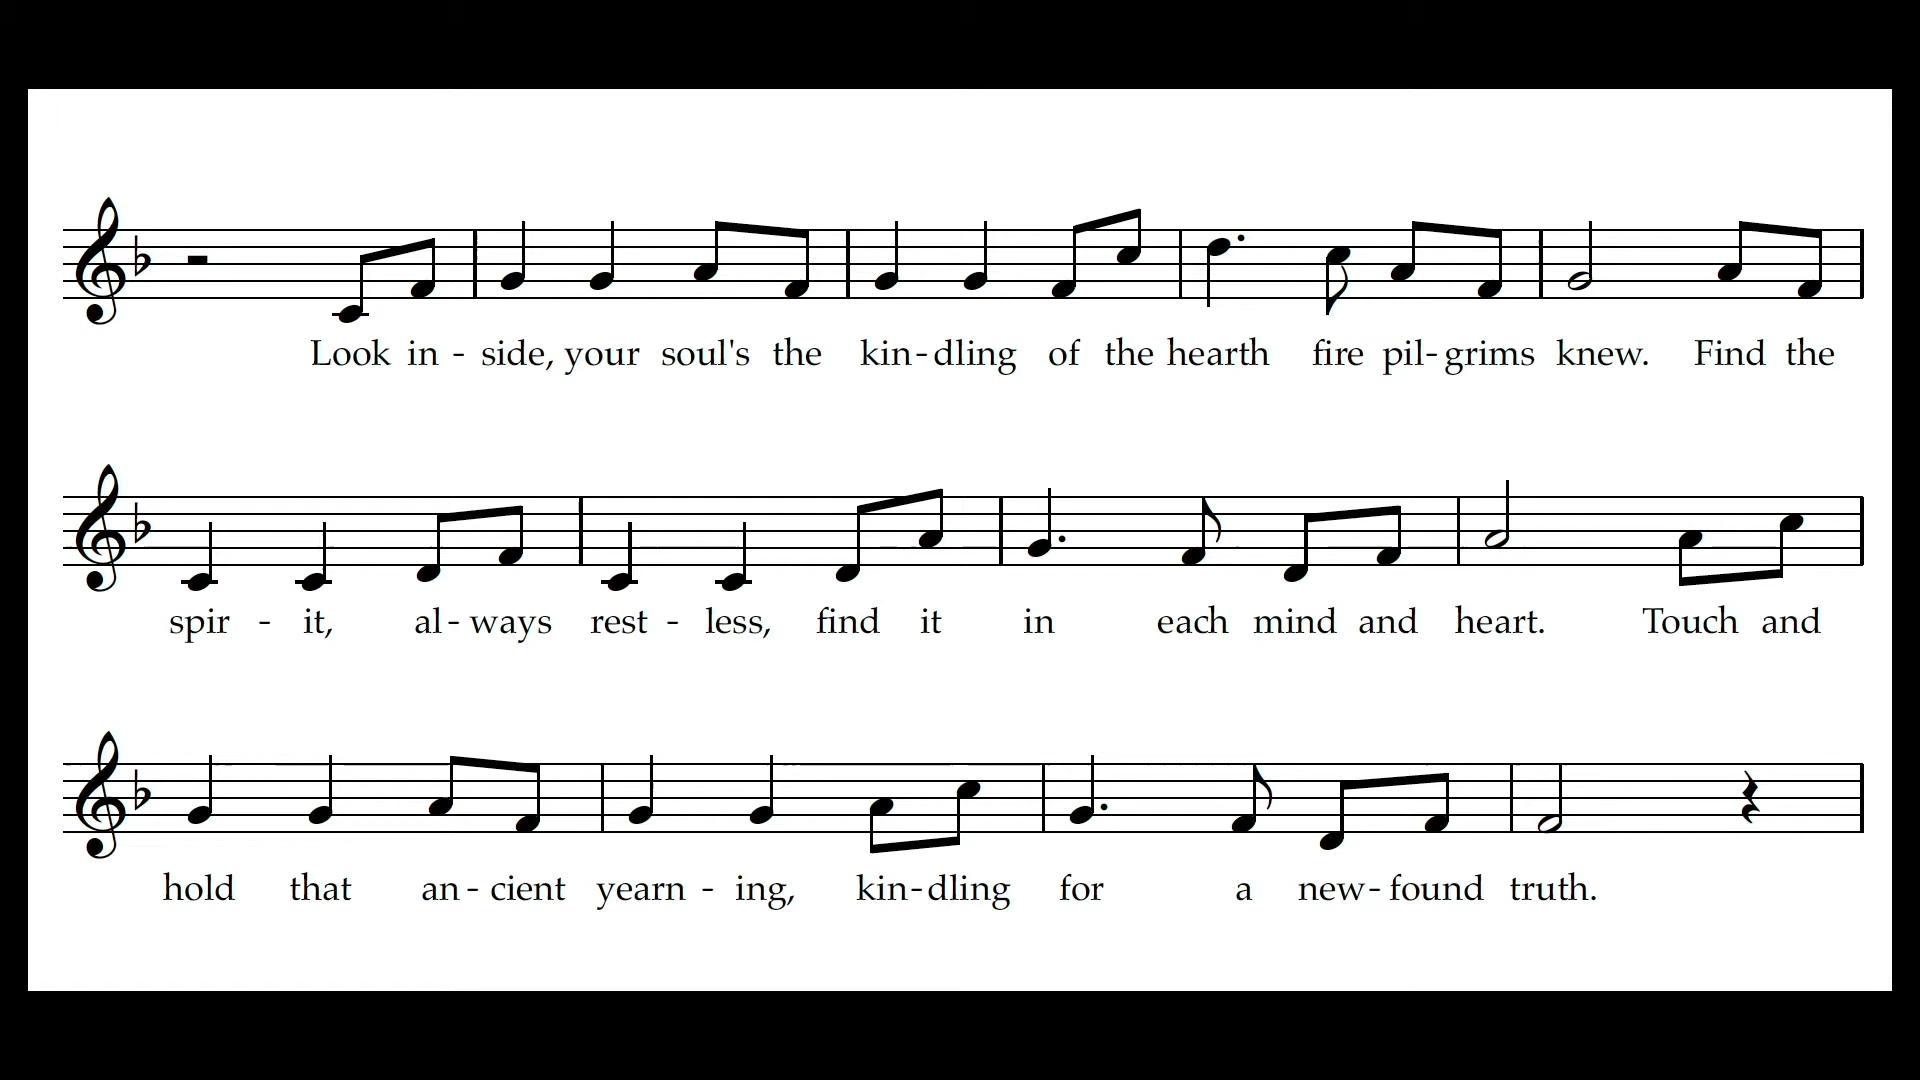 Look in - side, your soul's the kin - dling of the hearth fire pil - grims knew. Find the
spir - it, al - ways rest - less, find it in each mind and heart. Touch and
hold that an - cient yearn - ing, kin - dling for a new - found truth.